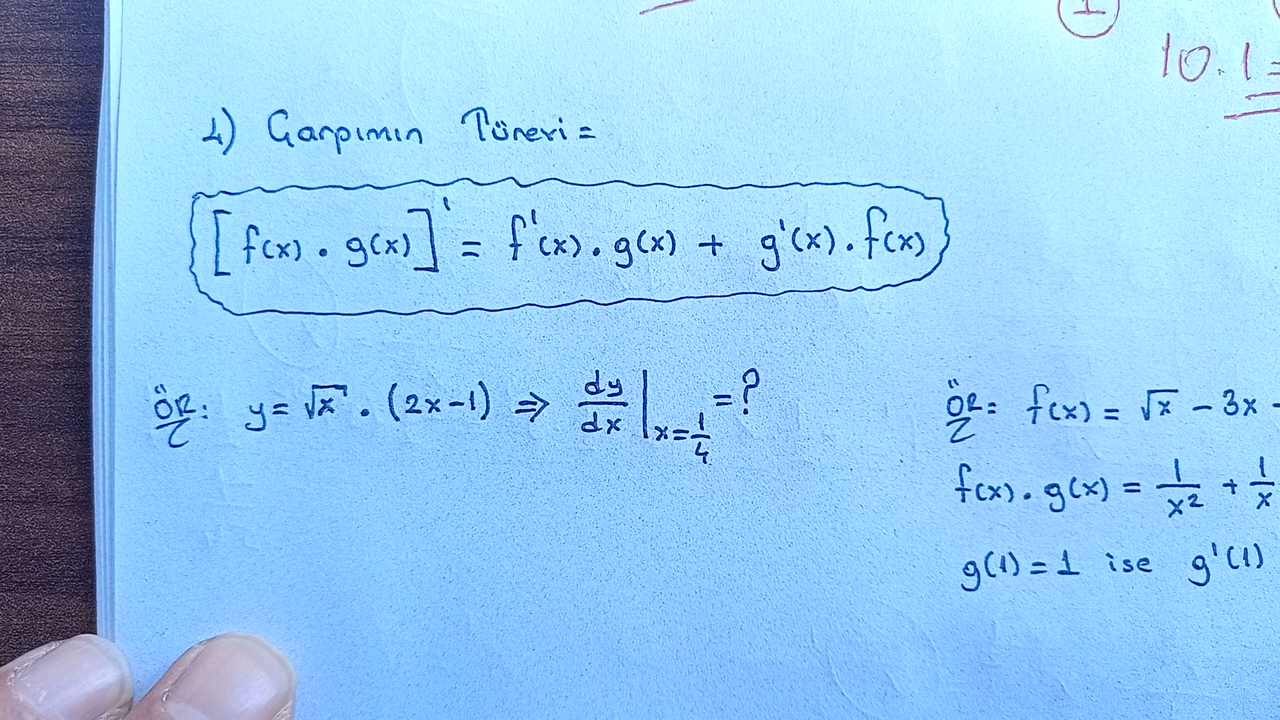 ①
10.1=
4) Çarpımın Türevi=
[f(x).g(x)]' = f'(x).g(x) + g'(x).f(x)
ÖR: y=√x.(2x-1) ⇒ dy/dx|x=1/4 =?
ÖR: f(x) = √x - 3x -
f(x).g(x) = 1/x² + 1/x
g(1)=1 ise g'(1)